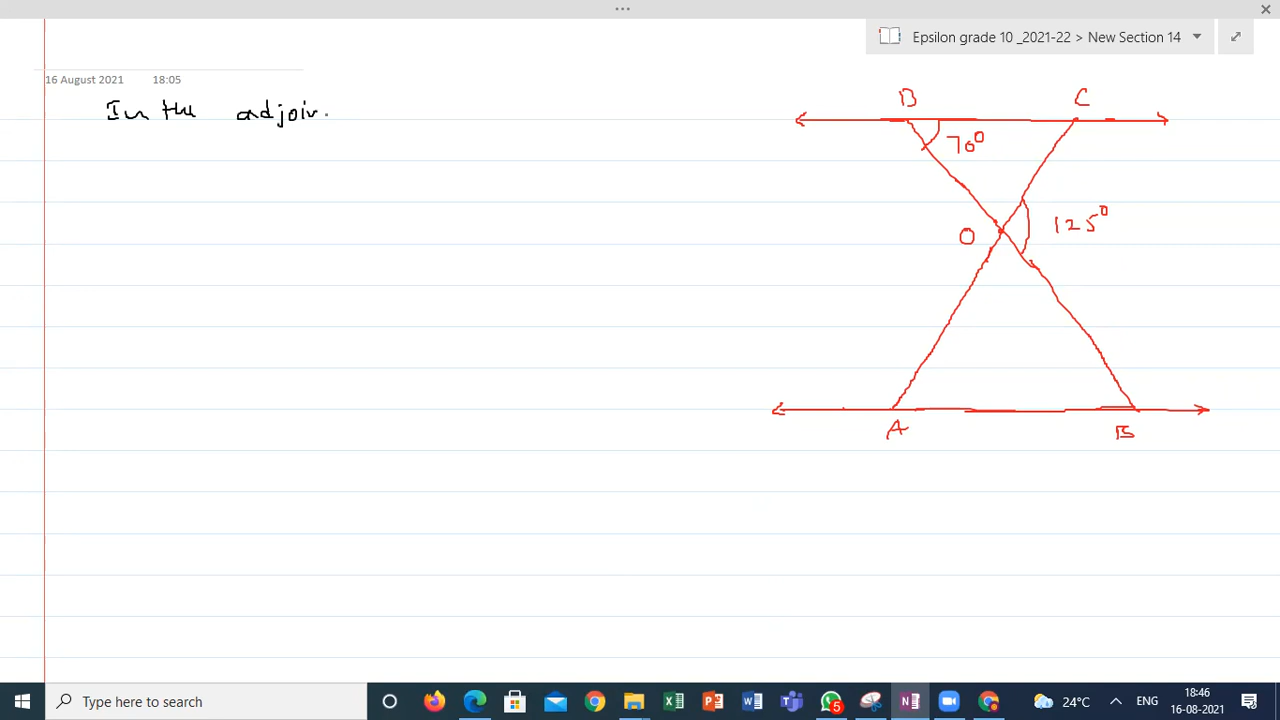 Epsilon grade 10 _2021-22 > New Section 14
16 August 2021 18:05
In the adjoin
B C
70°
O 125°
A B
Type here to search
5
24°C
ENG
18:46
16-08-2021